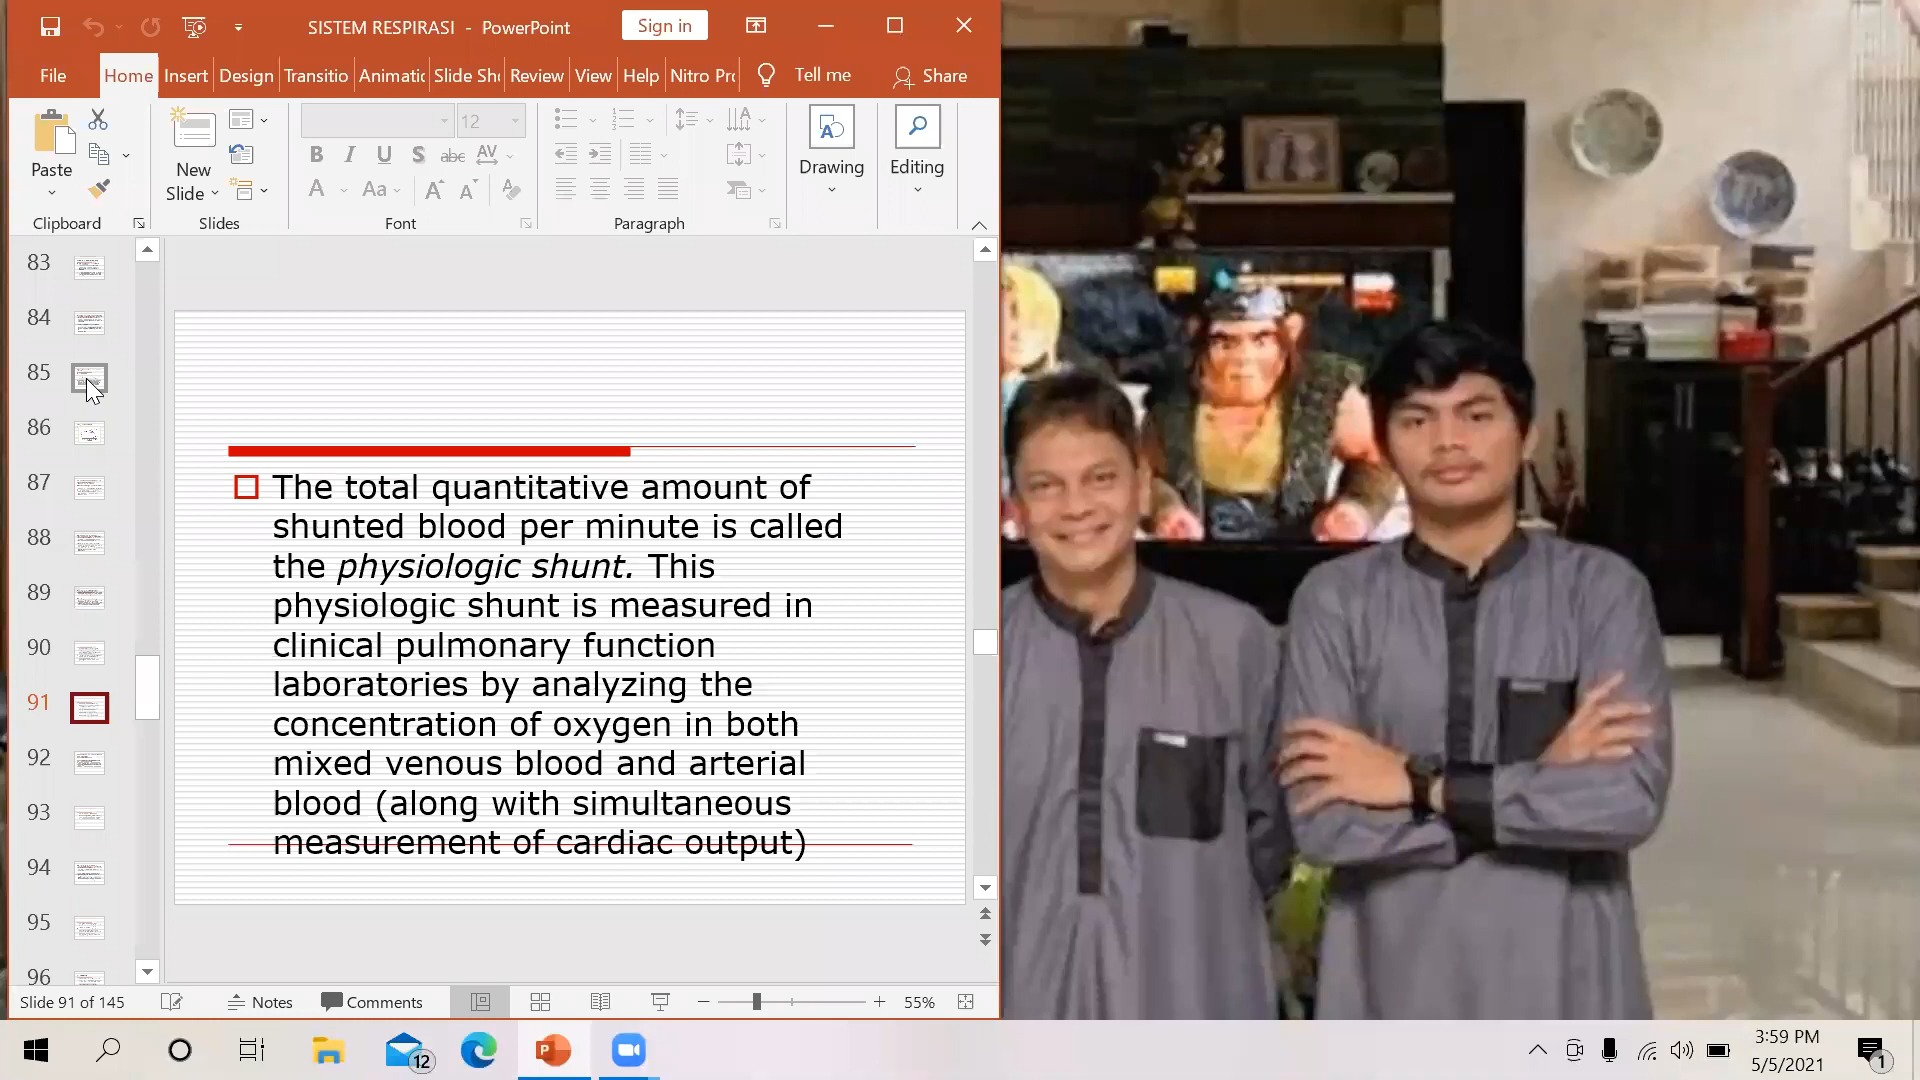 SISTEM RESPIRASI - PowerPoint
Sign in
File Home Insert Design Transitio Animatic Slide Sho Review View Help Nitro Pro Tell me Share
Paste
New
Slide
12
B I U S abc AV
A Aa A A
Drawing
Editing
Clipboard Slides Font Paragraph
83
84
85
86
87
88
89
90
91
92
93
94
95
96
The total quantitative amount of
shunted blood per minute is called
the physiologic shunt. This
physiologic shunt is measured in
clinical pulmonary function
laboratories by analyzing the
concentration of oxygen in both
mixed venous blood and arterial
blood (along with simultaneous
measurement of cardiac output)
Slide 91 of 145 Notes Comments 55%
12
3:59 PM
5/5/2021
1